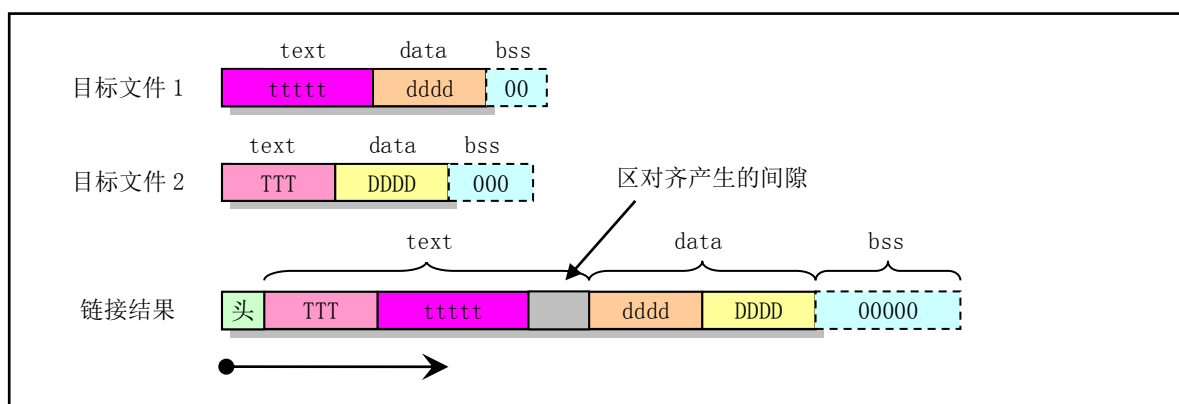 text data bss
目标文件 1 ttttt dddd 00
text data bss
目标文件 2 TTT DDDD 000
区对齐产生的间隙
text data bss
链接结果 头 TTT ttttt dddd DDDD 00000